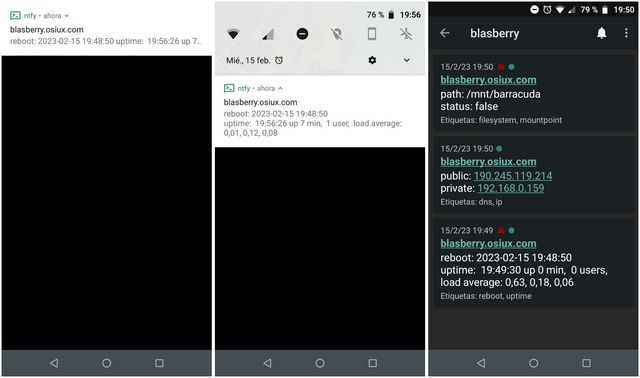 ntfy • ahora
blasberry.osiux.com
reboot: 2023-02-15 19:48:50 uptime: 19:56:26 up 7..
76 % 19:56
Mié., 15 feb.
ntfy • ahora
blasberry.osiux.com
reboot: 2023-02-15 19:48:50
uptime: 19:56:26 up 7 min, 1 user, load average:
0,01, 0,12, 0,08
79 % 19:50
blasberry
15/2/23 19:50
blasberry.osiux.com
path: /mnt/barracuda
status: false
Etiquetas: filesystem, mountpoint
15/2/23 19:50
blasberry.osiux.com
public: 190.245.119.214
private: 192.168.0.159
Etiquetas: dns, ip
15/2/23 19:49
blasberry.osiux.com
reboot: 2023-02-15 19:48:50
uptime: 19:49:30 up 0 min, 0 users,
load average: 0,63, 0,18, 0,06
Etiquetas: reboot, uptime